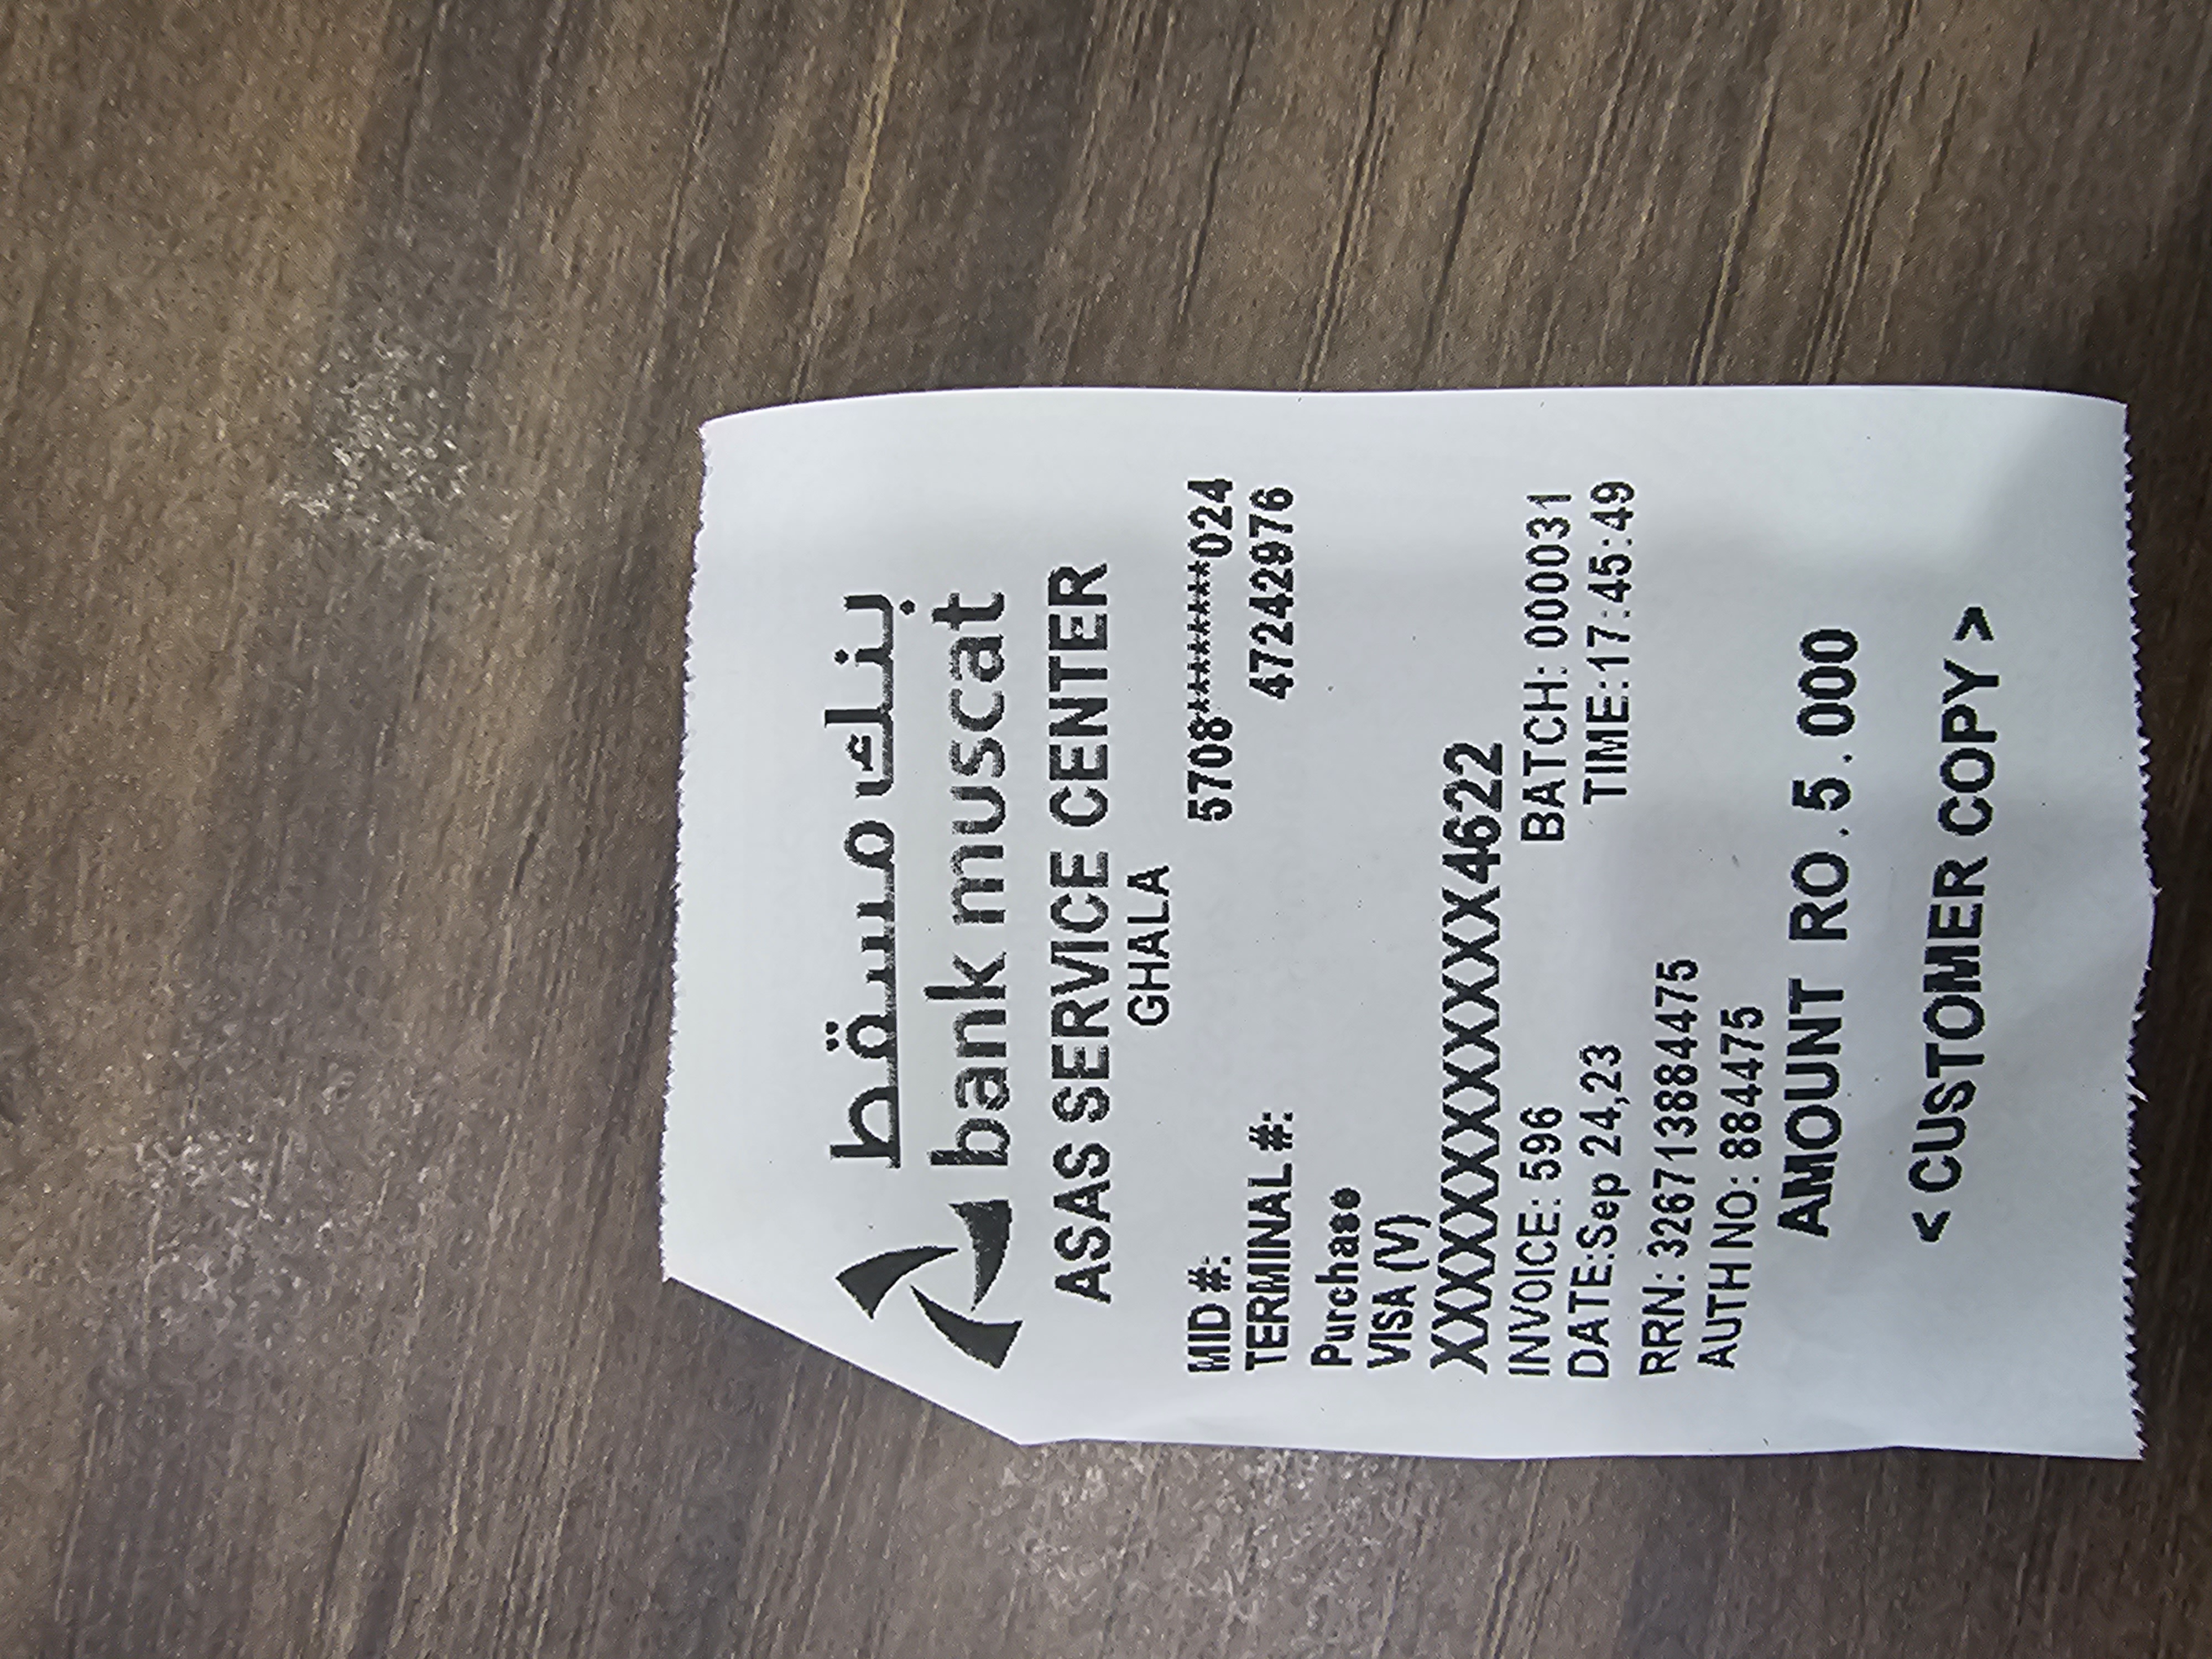 بنك مسقط
bank muscat
ASAS SERVICE CENTER
GHALA
MID #: 5708*********024
TERMINAL #: 47242976
Purchase
VISA (V)
XXXXXXXXXXXX4622
INVOICE: 596 BATCH: 000031
DATE:Sep 24,23 TIME:17:45:49
RRN: 326713884475
AUTH NO: 884475
AMOUNT RO.5.000
< CUSTOMER COPY >